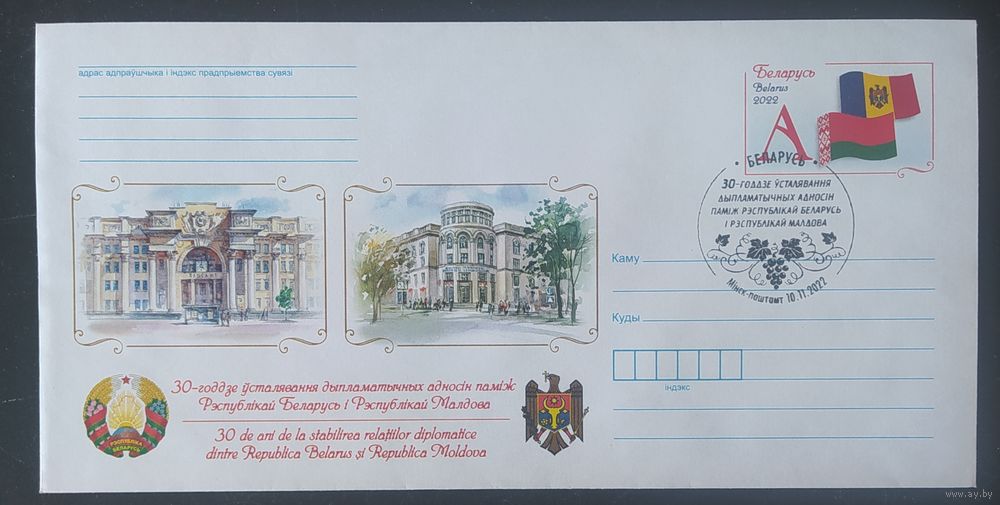 адрас адпраўшчыка і індэкс прадпрыемства сувязі
Беларусь
Belarus
2022
А
• БЕЛАРУСЬ •
30-ГОДДЗЕ ЎСТАЛЯВАННЯ
ДЫПЛАМАТЫЧНЫХ АДНОСІН
ПАМІЖ РЭСПУБЛІКАЙ БЕЛАРУСЬ
І РЭСПУБЛІКАЙ МАЛДОВА
Мінск-паштамт 10.11.2022
Каму
Куды
індэкс
30-годдзе ўсталявання дыпламатычных адносін паміж
Рэспублікай Беларусь і Рэспублікай Малдова
30 de ani de la stabilirea relațiilor diplomatice
dintre Republica Belarus și Republica Moldova
РЭСПУБЛІКА
БЕЛАРУСЬ
www.ay.by